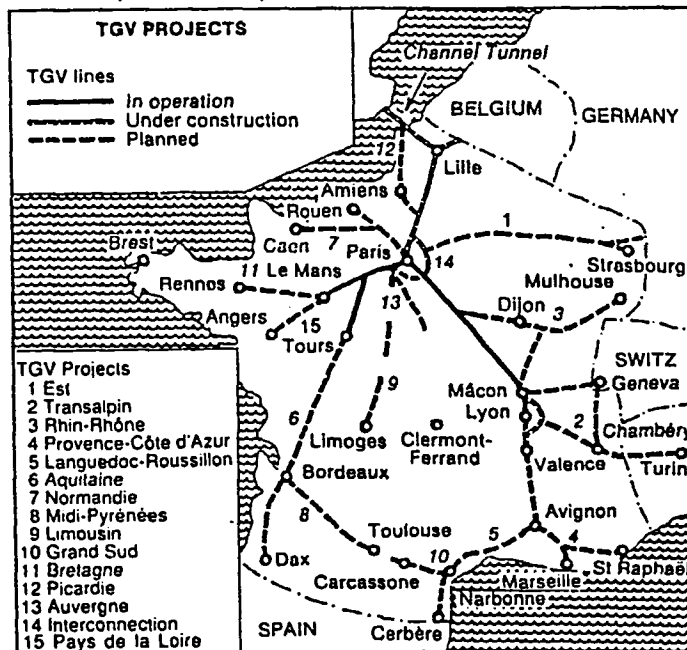 TGV PROJECTS
TGV lines
In operation
Under construction
Planned
Channel Tunnel
BELGIUM
GERMANY
12
Lille
Amiens
Rouen
1
Caen
7
Paris
14
Strasbourg
Brest
Rennos
11
Le Mans
13
Mulhouse
Dijon
3
Angers
15
Tours
SWITZ
Geneva
Mâcon
Lyon
2
Chambéry
9
6
Limoges
Clermont-
Ferrand
Valence
Turin
Bordeaux
8
Avignon
Toulouse
5
4
Dax
10
St Raphaël
Carcassone
Marseille
Narbonne
SPAIN
Cerbère
TGV Projects
1 Est
2 Transalpin
3 Rhin-Rhône
4 Provence-Côte d'Azur
5 Languedoc-Roussillon
6 Aquitaine
7 Normandie
8 Midi-Pyrénées
9 Limousin
10 Grand Sud
11 Bretagne
12 Picardie
13 Auvergne
14 Interconnection
15 Pays de la Loire